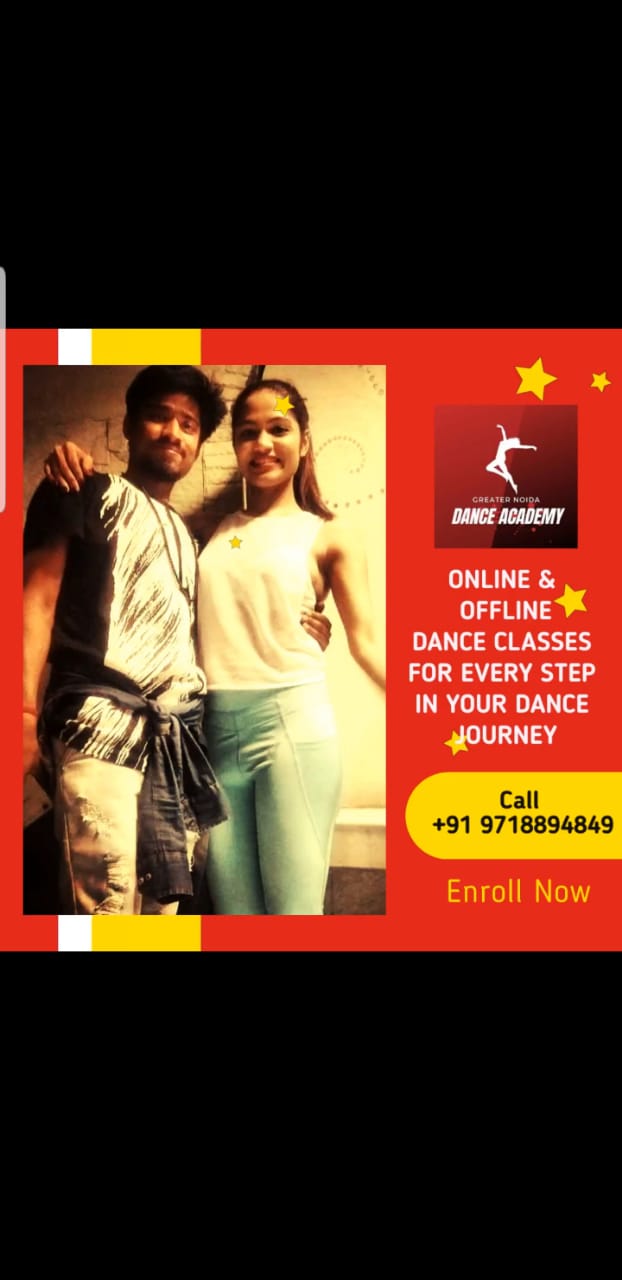 GREATER NOIDA
DANCE ACADEMY
ONLINE &
OFFLINE
DANCE CLASSES
FOR EVERY STEP
IN YOUR DANCE
JOURNEY
Call
+91 9718894849
Enroll Now